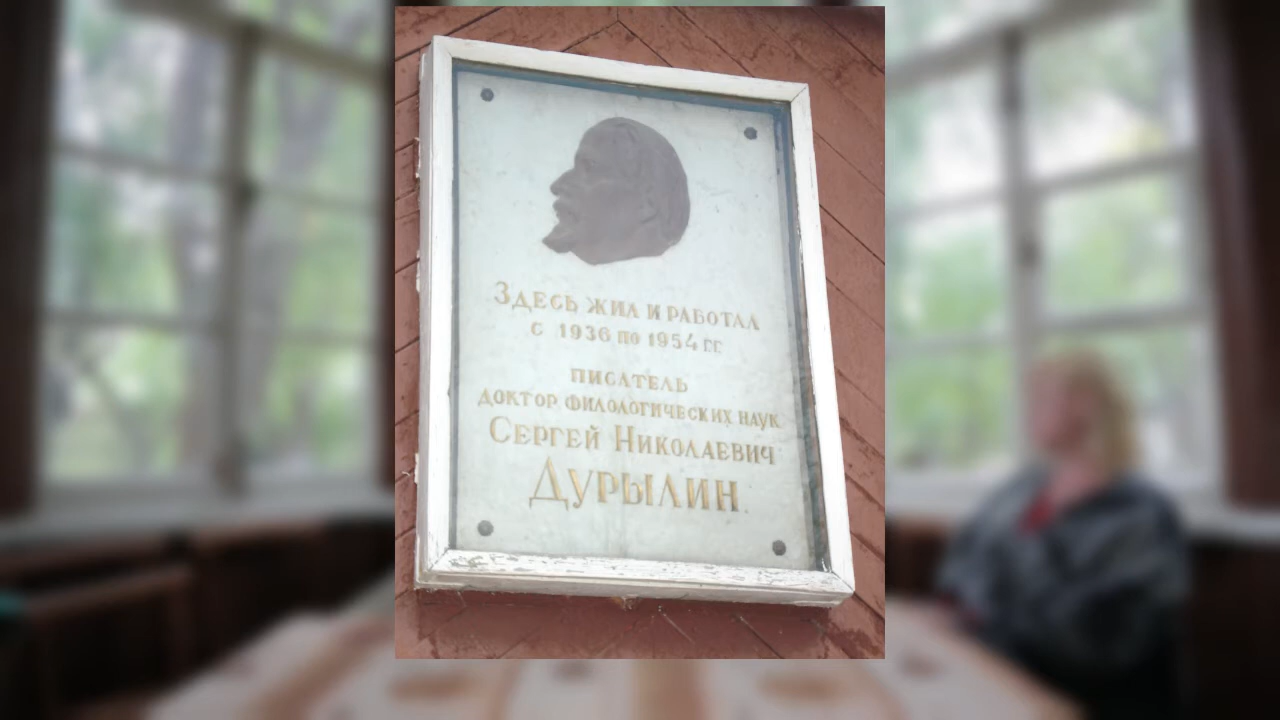 Здесь жил и работал
с 1936 по 1954 гг.
писатель
доктор филологических наук
Сергей Николаевич
Дурылин